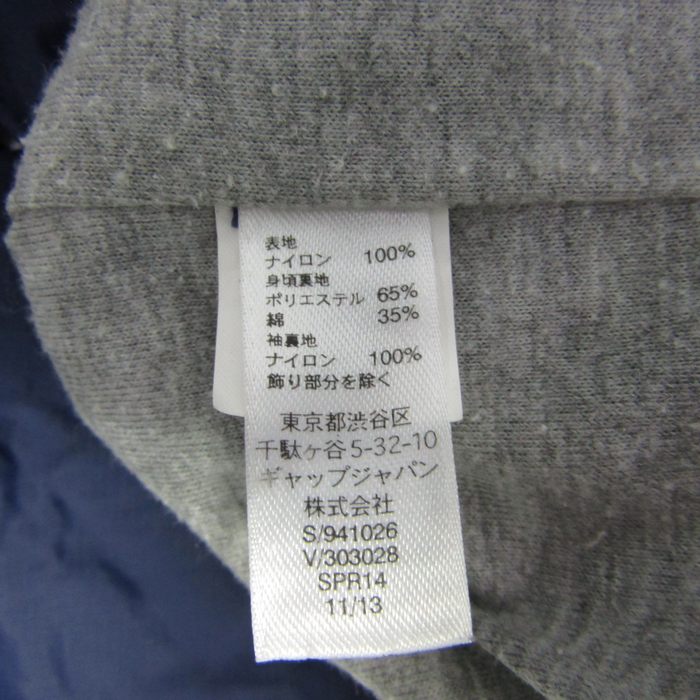 表地
ナイロン 100%
身頃裏地
ポリエステル 65%
綿 35%
袖裏地
ナイロン 100%
飾り部分を除く
東京都渋谷区
千駄ヶ谷5-32-10
ギャップジャパン
株式会社
S/941026
V/303028
SPR14
11/13